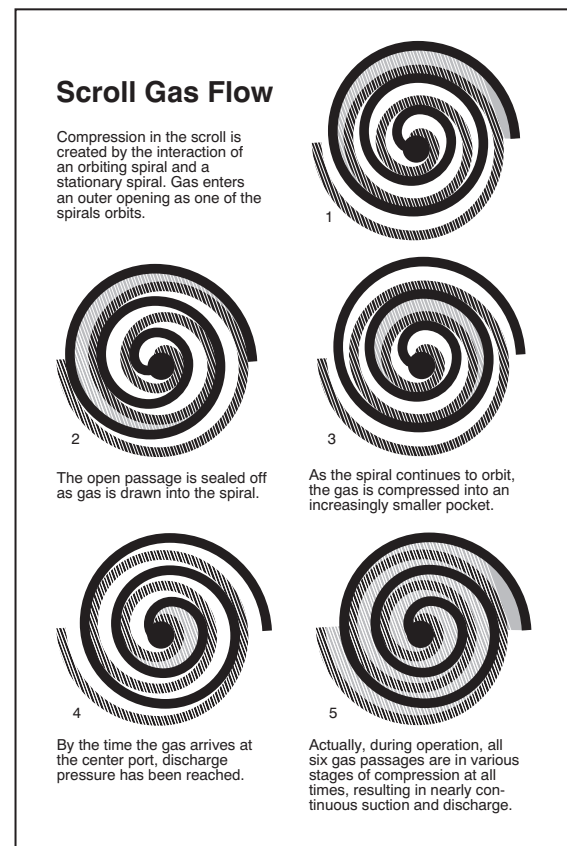 Scroll Gas Flow
Compression in the scroll is
created by the interaction of
an orbiting spiral and a
stationary spiral. Gas enters
an outer opening as one of the
spirals orbits.
1
2
The open passage is sealed off
as gas is drawn into the spiral.
3
As the spiral continues to orbit,
the gas is compressed into an
increasingly smaller pocket.
4
By the time the gas arrives at
the center port, discharge
pressure has been reached.
5
Actually, during operation, all
six gas passages are in various
stages of compression at all
times, resulting in nearly con-
tinuous suction and discharge.